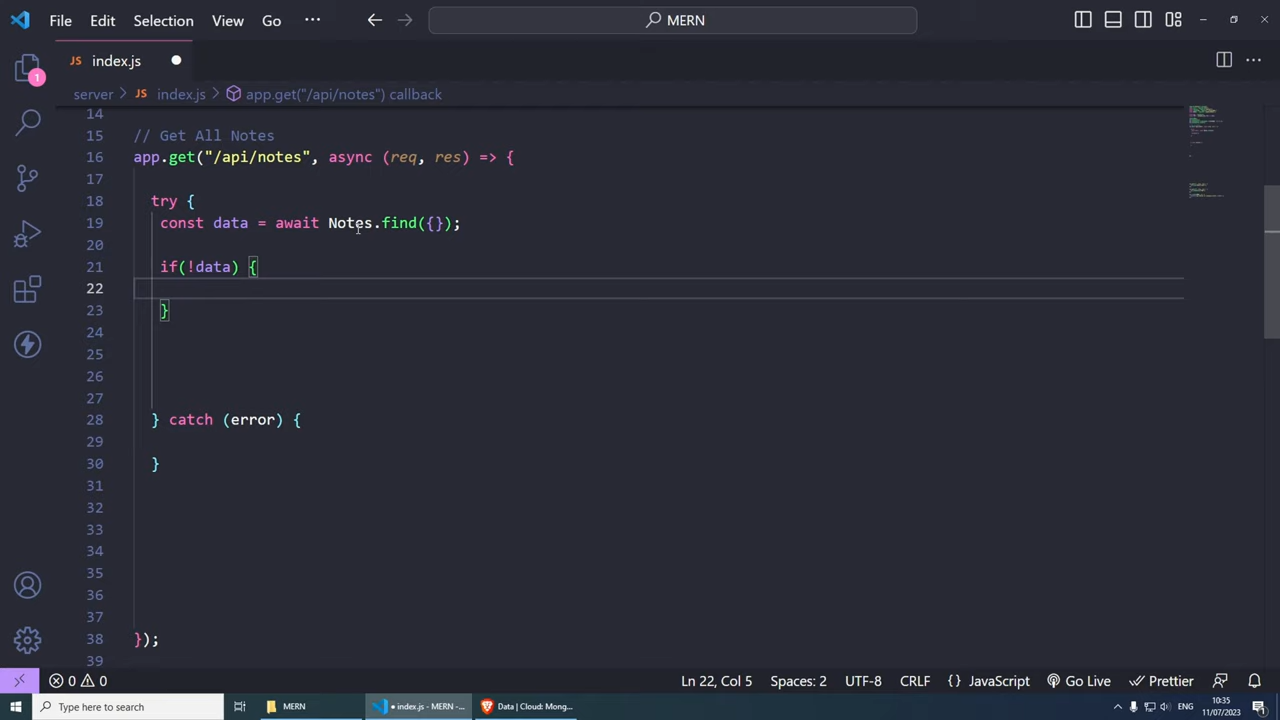 File Edit Selection View Go ··· MERN
1
JS index.js
server > JS index.js > app.get("/api/notes") callback
14
15 // Get All Notes
16 app.get("/api/notes", async (req, res) => {
17
18 try {
19 const data = await Notes.find({});
20
21 if(!data) {
22
23 }
24
25
26
27
28 } catch (error) {
29
30 }
31
32
33
34
35
36
37
38 });
39
0 0 Ln 22, Col 5 Spaces: 2 UTF-8 CRLF {} JavaScript Go Live Prettier
Type here to search MERN • index.js - MERN -... Data | Cloud: Mong... ENG 10:35
11/07/2023